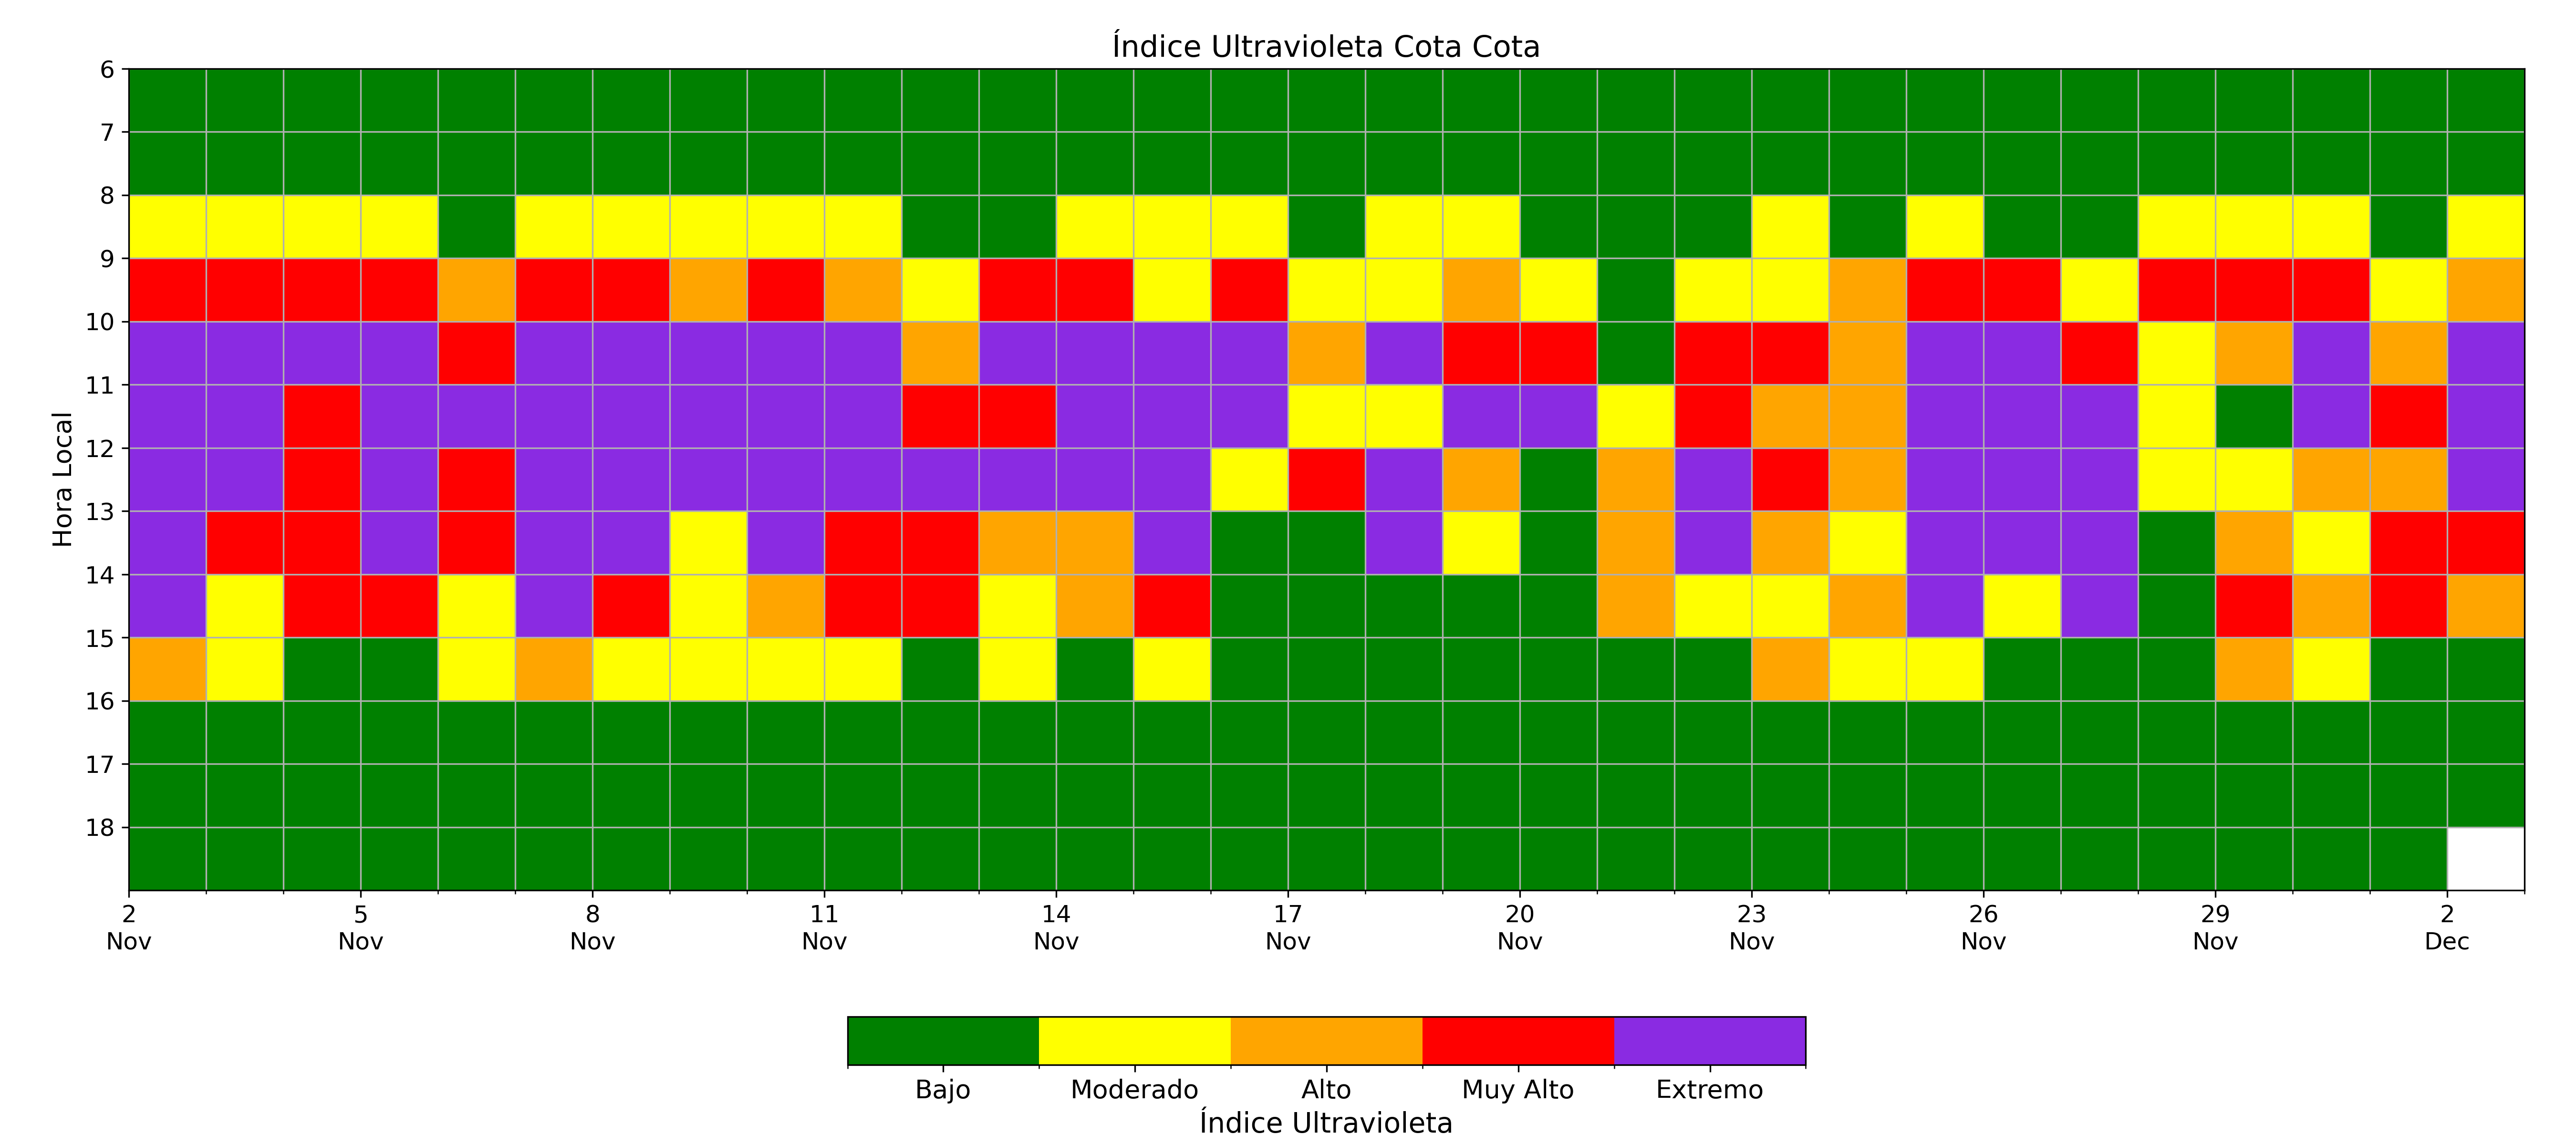 Índice Ultravioleta Cota Cota
Hora Local
6
7
8
9
10
11
12
13
14
15
16
17
18
2 5 8 11 14 17 20 23 26 29 2
Nov Nov Nov Nov Nov Nov Nov Nov Nov Nov Dec
Bajo Moderado Alto Muy Alto Extremo
Índice Ultravioleta